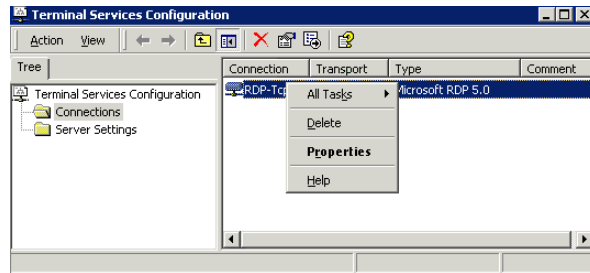 Terminal Services Configuration
Action View
Tree
Connection Transport Type Comment
Terminal Services Configuration
Connections
Server Settings
RDP-Tcp Microsoft RDP 5.0
All Tasks
Delete
Properties
Help